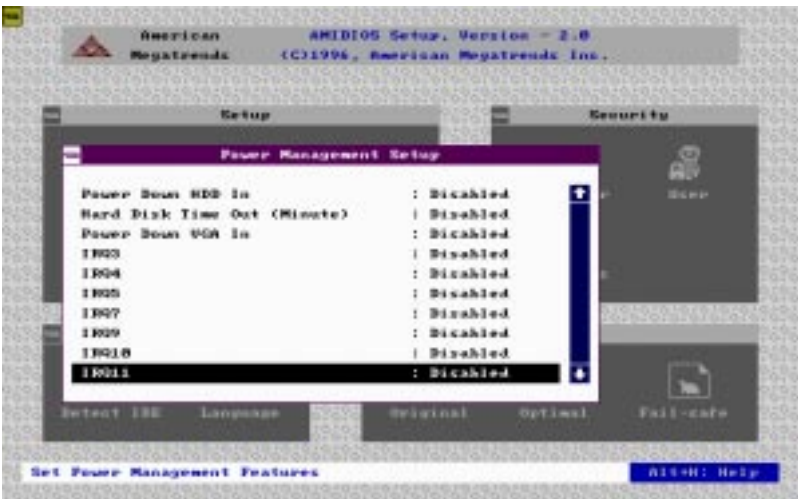 American
Megatrends
AMIBIOS Setup, Version - 2.0
(C)1996, American Megatrends Inc.
Setup
Security
Power Management Setup
Power Down HDD In : Disabled
Hard Disk Time Out (Minute) : Disabled
Power Down VGA In : Disabled
IRQ3 : Disabled
IRQ4 : Disabled
IRQ5 : Disabled
IRQ7 : Disabled
IRQ9 : Disabled
IRQ10 : Disabled
IRQ11 : Disabled
User
Detect IDE
Language
Original
Optimal
Fail-safe
Set Power Management Features
Alt+H: Help